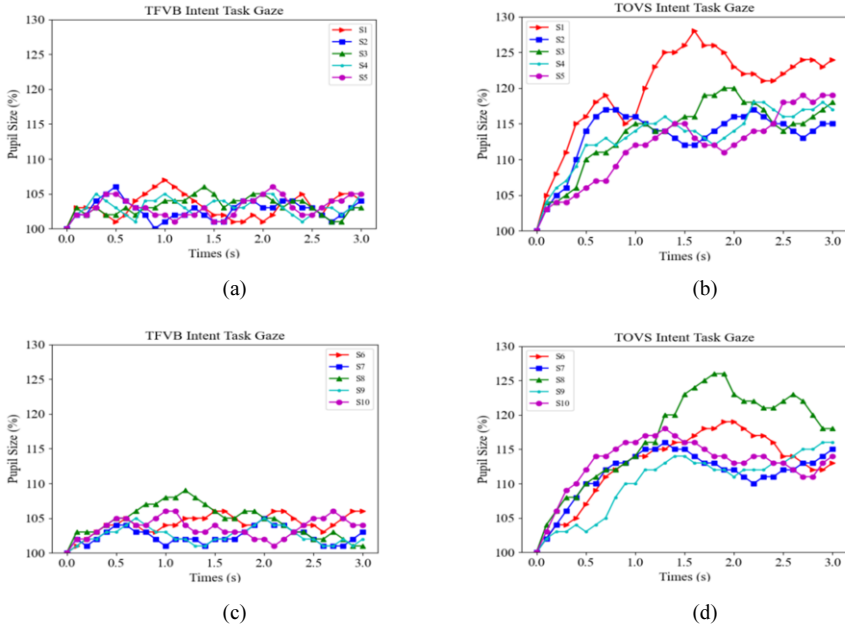 TFVB Intent Task Gaze
130
125
120
115
110
105
100
Pupil Size (%)
S1
S2
S3
S4
S5
0.0 0.5 1.0 1.5 2.0 2.5 3.0
Times (s)
(a)
TOVS Intent Task Gaze
130
125
120
115
110
105
100
Pupil Size (%)
S1
S2
S3
S4
S5
0.0 0.5 1.0 1.5 2.0 2.5 3.0
Times (s)
(b)
TFVB Intent Task Gaze
130
125
120
115
110
105
100
Pupil Size (%)
S6
S7
S8
S9
S10
0.0 0.5 1.0 1.5 2.0 2.5 3.0
Times (s)
(c)
TOVS Intent Task Gaze
130
125
120
115
110
105
100
Pupil Size (%)
S6
S7
S8
S9
S10
0.0 0.5 1.0 1.5 2.0 2.5 3.0
Times (s)
(d)